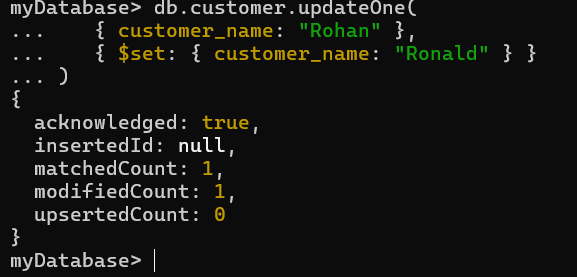 myDatabase> db.customer.updateOne(
...     { customer_name: "Rohan" },
...     { $set: { customer_name: "Ronald" } }
... )
{
  acknowledged: true,
  insertedId: null,
  matchedCount: 1,
  modifiedCount: 1,
  upsertedCount: 0
}
myDatabase>